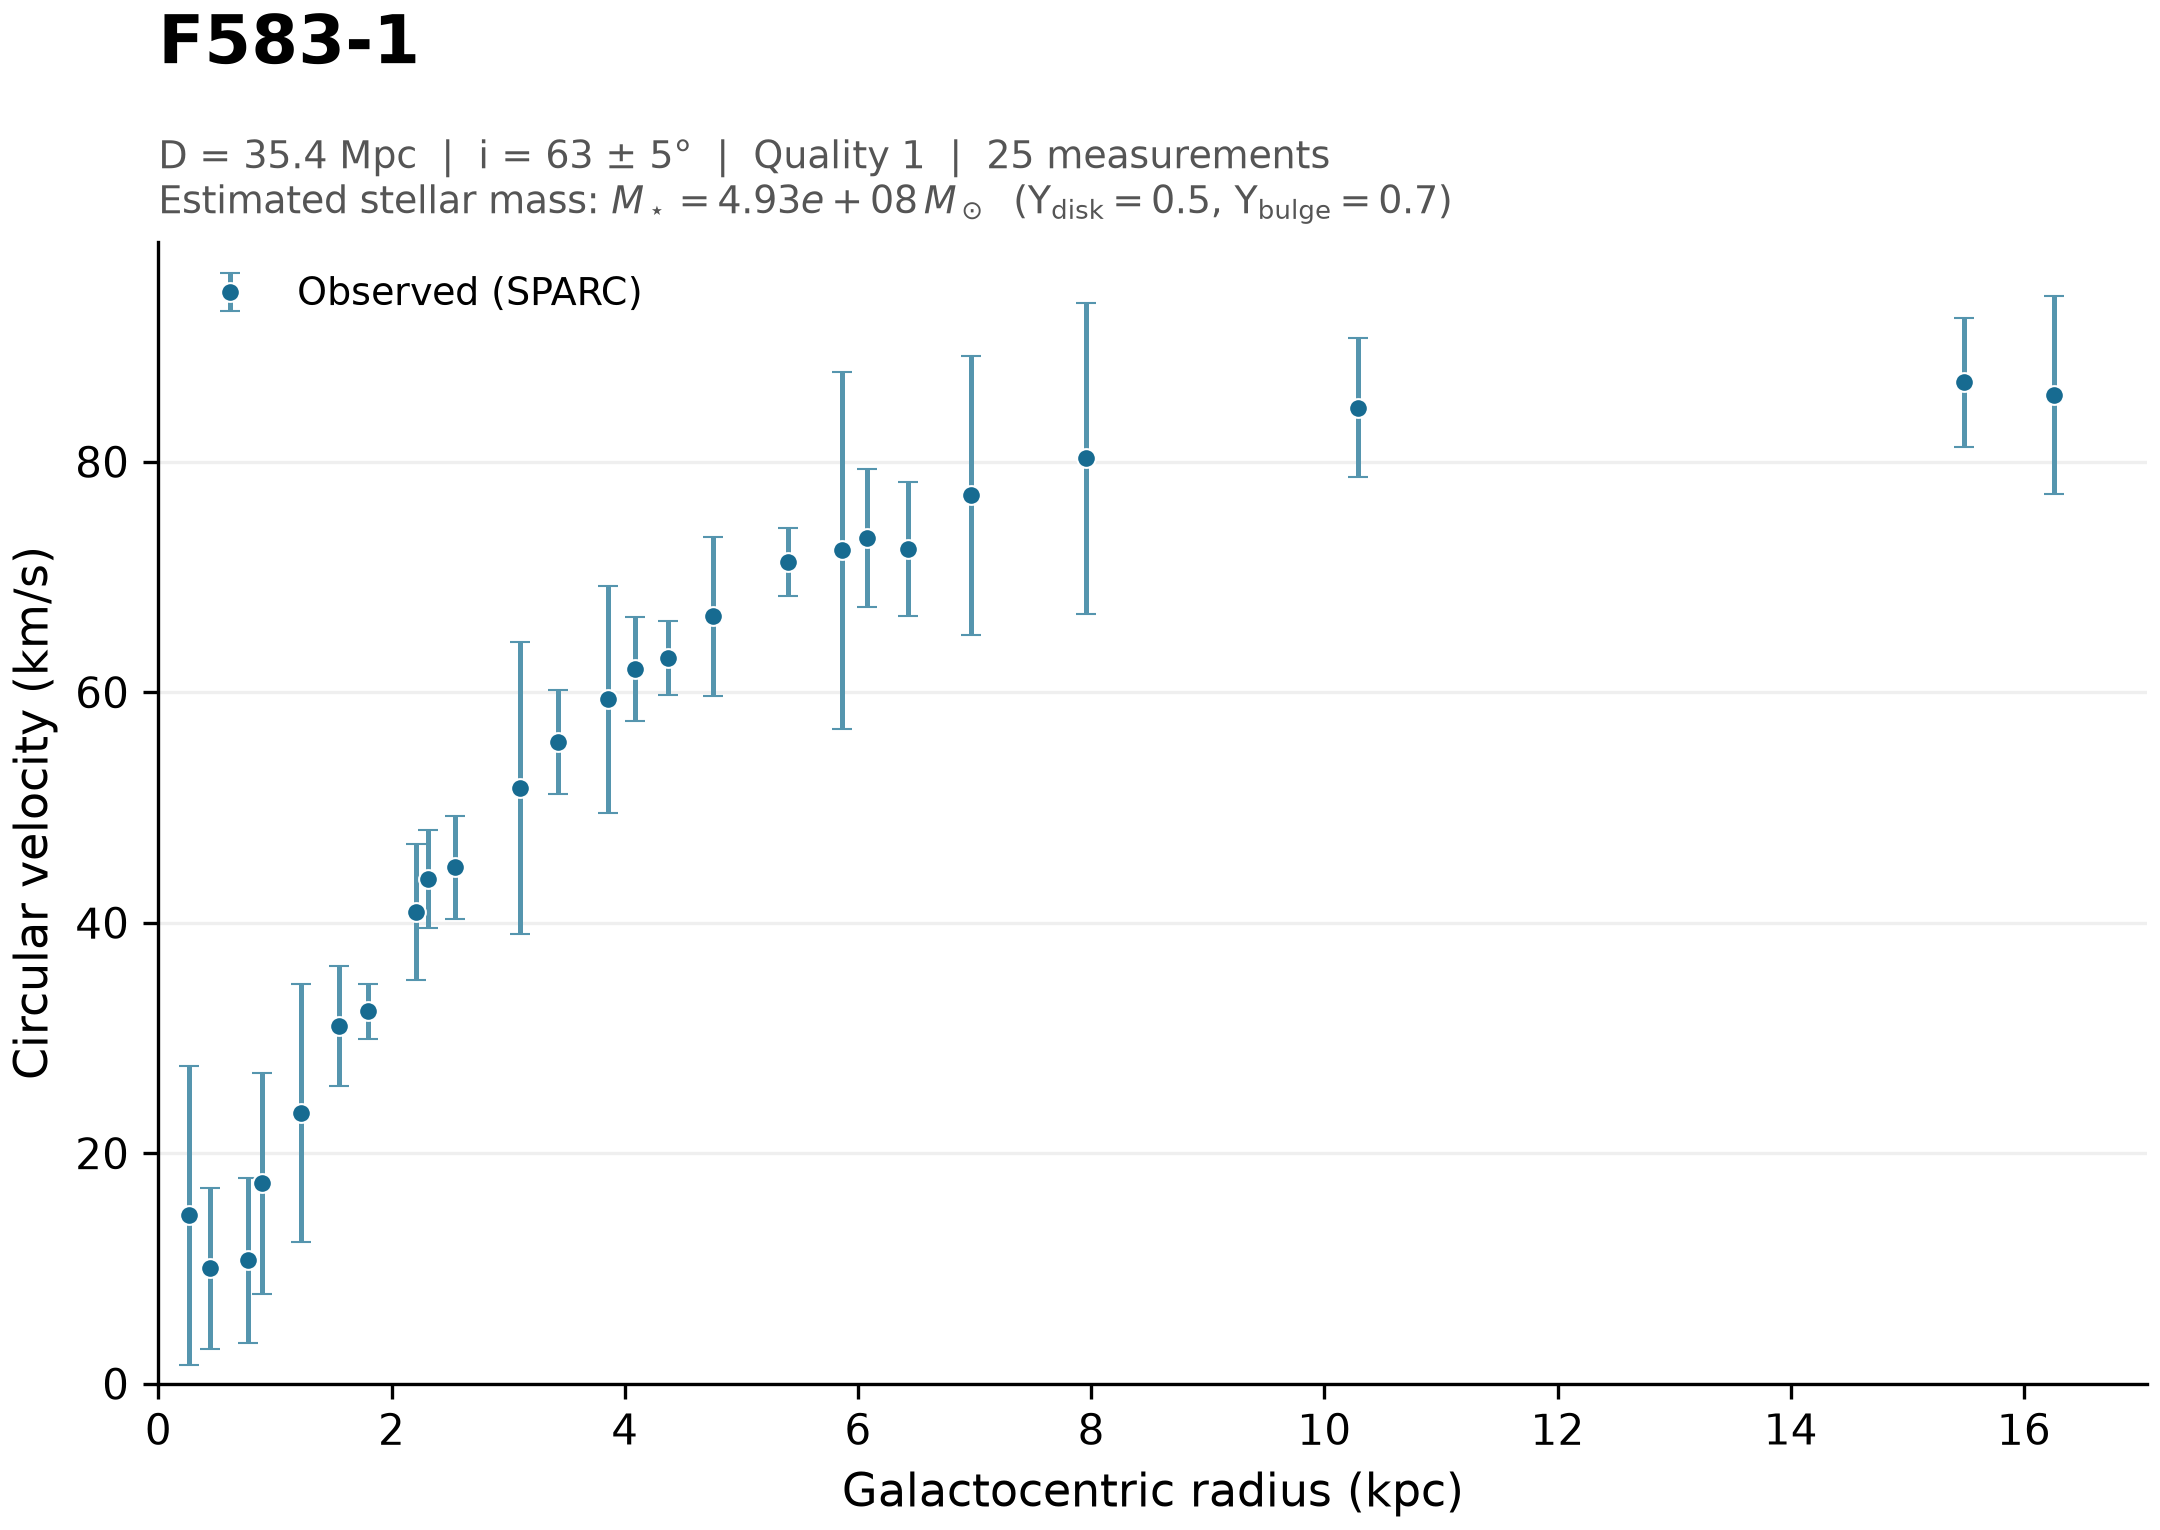 F583-1
D = 35.4 Mpc | i = 63 ± 5° | Quality 1 | 25 measurements
Estimated stellar mass: M⋆ = 4.93e + 08 M⊙ (Υdisk = 0.5, Υbulge = 0.7)
Observed (SPARC)
80
60
40
20
0
Circular velocity (km/s)
0 2 4 6 8 10 12 14 16
Galactocentric radius (kpc)